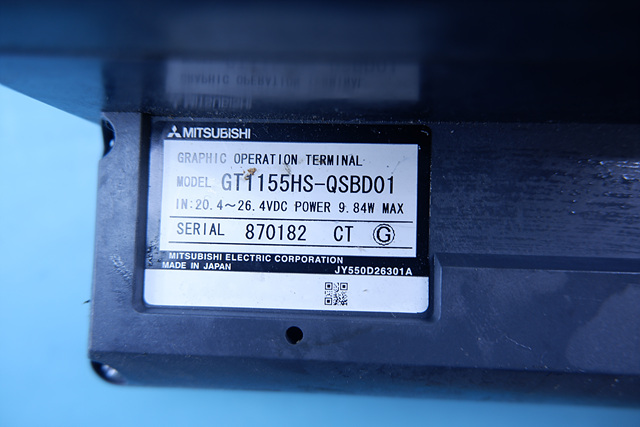 MITSUBISHI
GRAPHIC OPERATION TERMINAL
MODEL GT1155HS-QSBD01
IN:20.4~26.4VDC POWER 9.84W MAX
SERIAL 870182 CT G
MITSUBISHI ELECTRIC CORPORATION
MADE IN JAPAN JY550D26301A